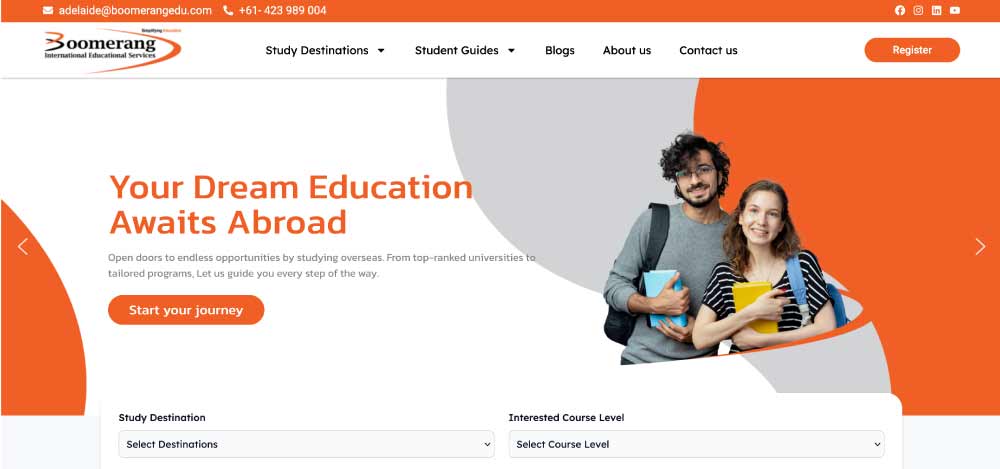 adelaide@boomerangedu.com +61- 423 989 004
Simplifying Education
Boomerang
International Educational Services
Study Destinations Student Guides Blogs About us Contact us
Register
Your Dream Education
Awaits Abroad
Open doors to endless opportunities by studying overseas. From top-ranked universities to
tailored programs, Let us guide you every step of the way.
Start your journey
Study Destination
Select Destinations
Interested Course Level
Select Course Level